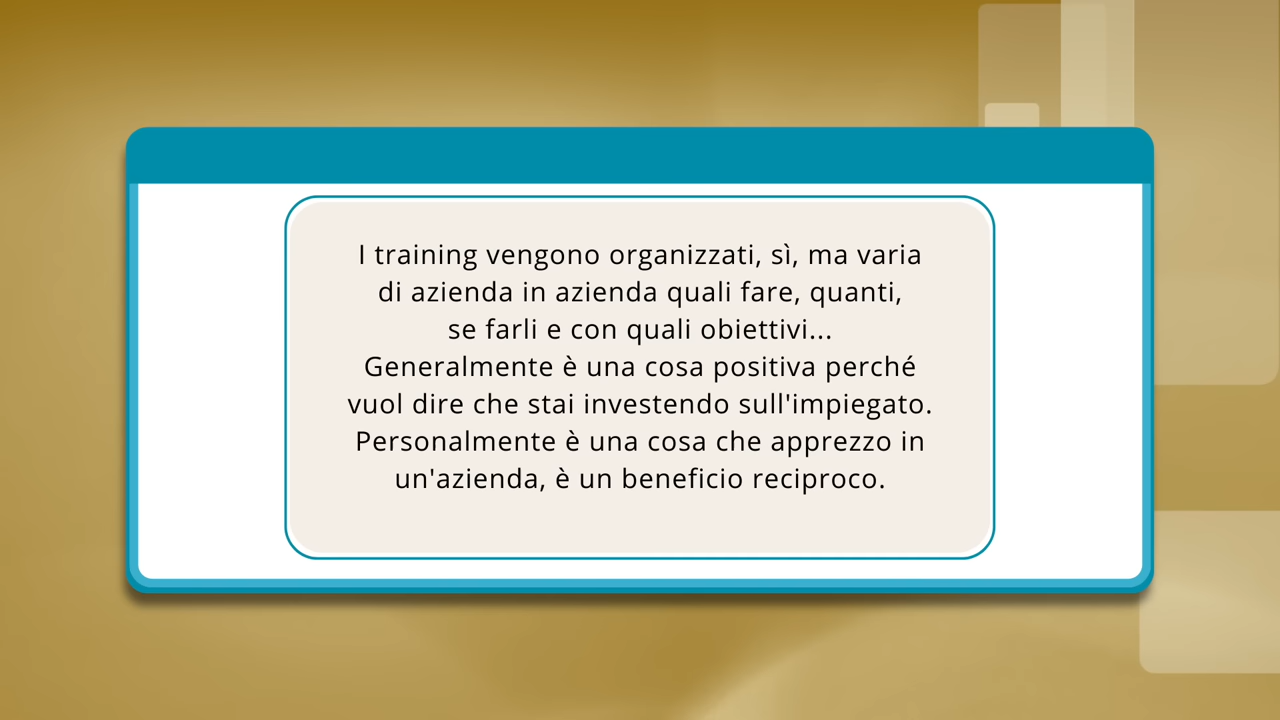 I training vengono organizzati, sì, ma varia
di azienda in azienda quali fare, quanti,
se farli e con quali obiettivi...
Generalmente è una cosa positiva perché
vuol dire che stai investendo sull'impiegato.
Personalmente è una cosa che apprezzo in
un'azienda, è un beneficio reciproco.